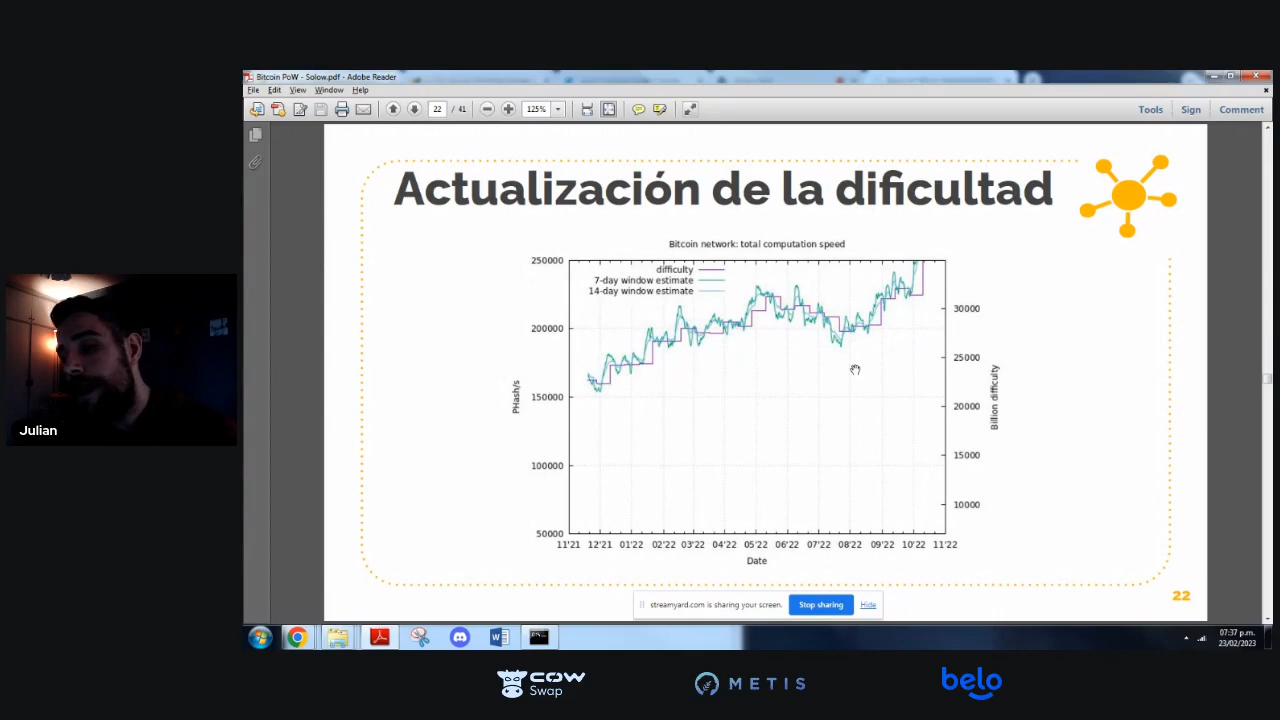 Bitcoin PoW - Solow.pdf - Adobe Reader
File Edit View Window Help
22 / 41 125%
Tools Sign Comment
Actualización de la dificultad
Bitcoin network: total computation speed
difficulty
7-day window estimate
14-day window estimate
250000
200000
150000
100000
50000
PHash/s
30000
25000
20000
15000
10000
Billion difficulty
11'21 12'21 01'22 02'22 03'22 04'22 05'22 06'22 07'22 08'22 09'22 10'22 11'22
Date
22
Julian
streamyard.com is sharing your screen. Stop sharing Hide
07:37 p.m.
23/02/2023
COW
Swap
METIS
belo